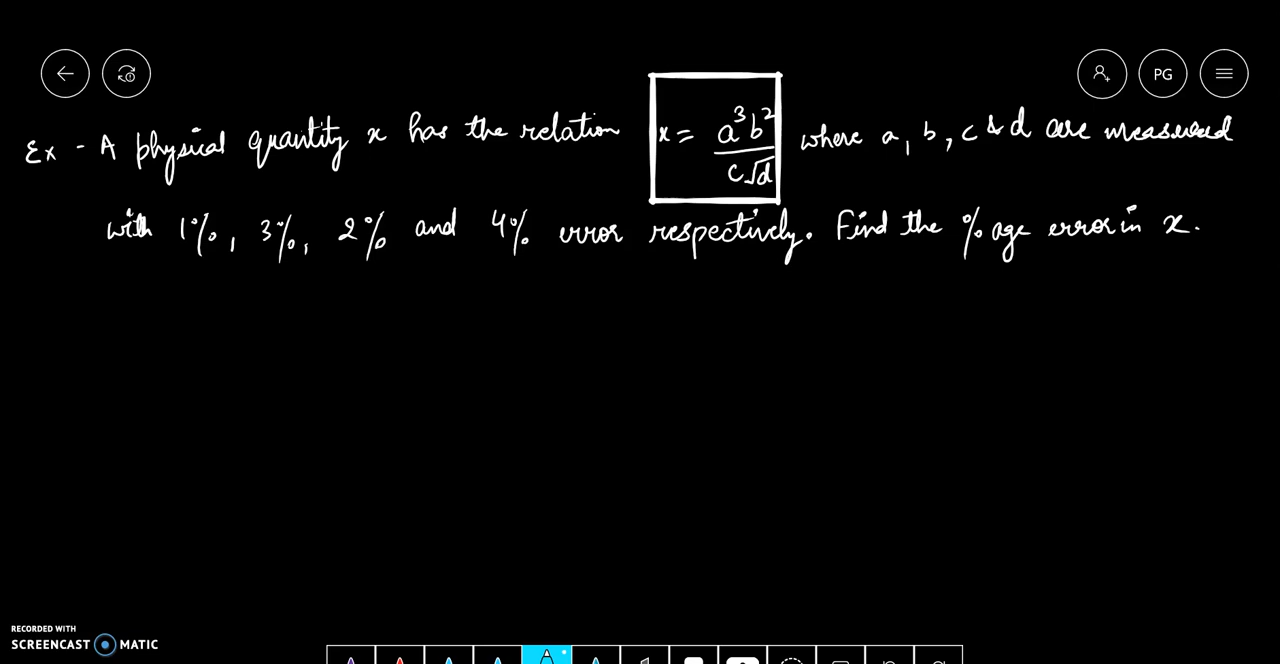 PG
Ex - A physical quantity x has the relation x = a³b² / c√d where a, b, c & d are measured
with 1%, 3%, 2% and 4% error respectively. Find the % age error in x.
RECORDED WITH
SCREENCAST MATIC